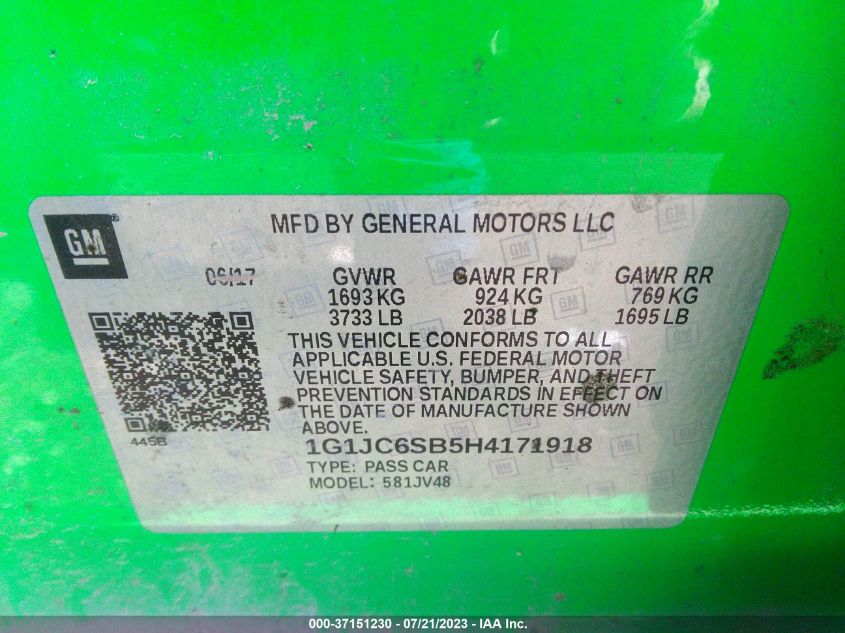 GM
MFD BY GENERAL MOTORS LLC
06/17 GVWR GAWR FRT GAWR RR
1693 KG 924 KG 769 KG
3733 LB 2038 LB 1695 LB
THIS VEHICLE CONFORMS TO ALL
APPLICABLE U.S. FEDERAL MOTOR
VEHICLE SAFETY, BUMPER, AND THEFT
PREVENTION STANDARDS IN EFFECT ON
THE DATE OF MANUFACTURE SHOWN
ABOVE.
445B
1G1JC6SB5H4171918
TYPE: PASS CAR
MODEL: 581JV48
000-37151230 - 07/21/2023 - IAA Inc.